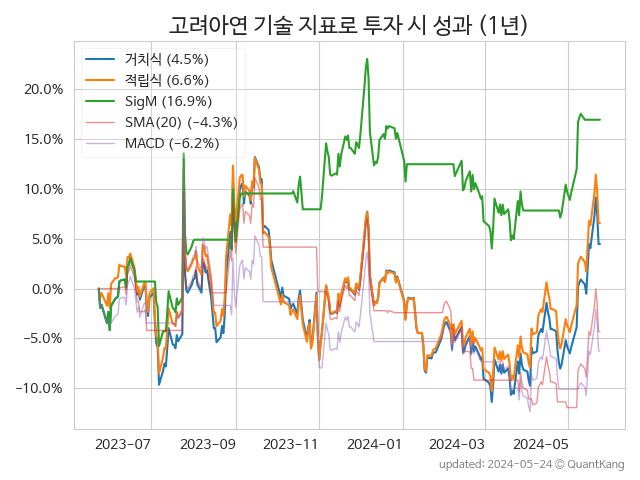 고려아연 기술 지표로 투자 시 성과 (1년)
거치식 (4.5%)
적립식 (6.6%)
SigM (16.9%)
SMA(20) (−4.3%)
MACD (−6.2%)
20.0%
15.0%
10.0%
5.0%
0.0%
−5.0%
−10.0%
2023-07 2023-09 2023-11 2024-01 2024-03 2024-05
updated: 2024-05-24 © QuantKang